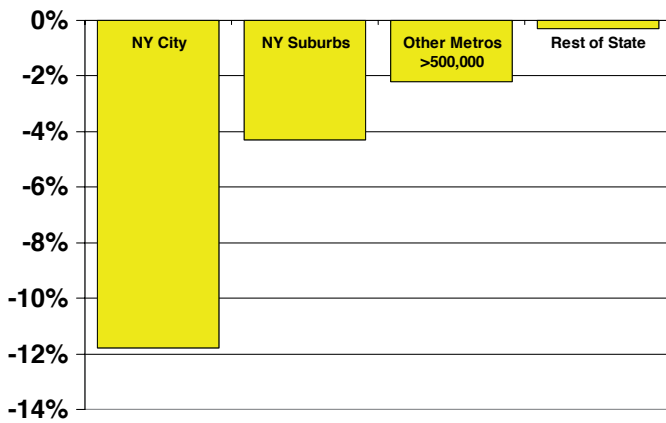 0%
NY City
NY Suburbs
Other Metros
>500,000
Rest of State
-2%
-4%
-6%
-8%
-10%
-12%
-14%